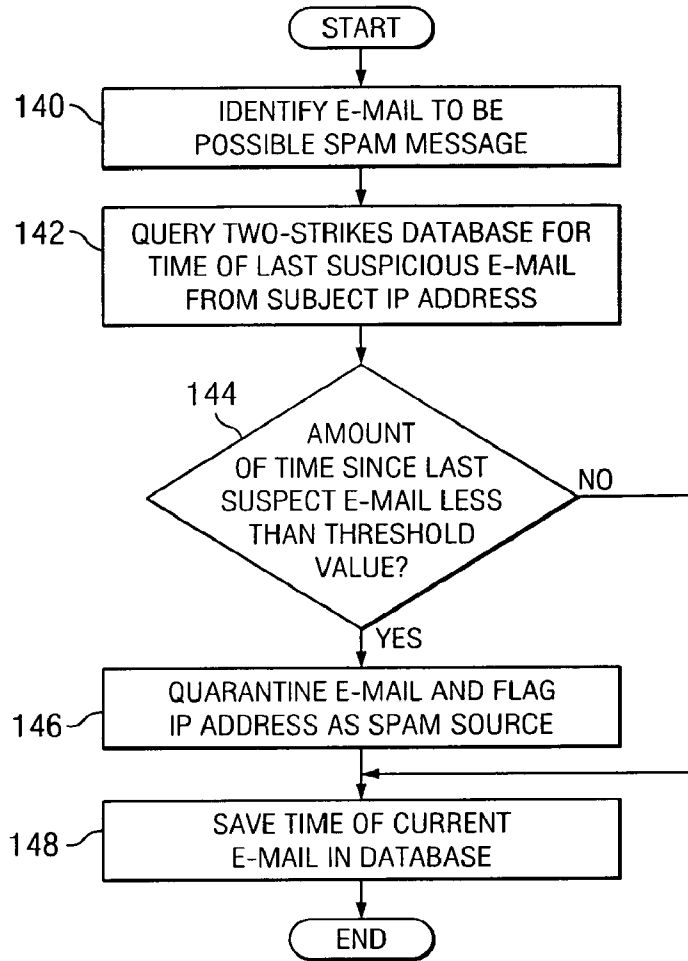 START
140
IDENTIFY E-MAIL TO BE
POSSIBLE SPAM MESSAGE
142
QUERY TWO-STRIKES DATABASE FOR
TIME OF LAST SUSPICIOUS E-MAIL
FROM SUBJECT IP ADDRESS
144
AMOUNT
OF TIME SINCE LAST
SUSPECT E-MAIL LESS
THAN THRESHOLD
VALUE?
NO
YES
146
QUARANTINE E-MAIL AND FLAG
IP ADDRESS AS SPAM SOURCE
148
SAVE TIME OF CURRENT
E-MAIL IN DATABASE
END